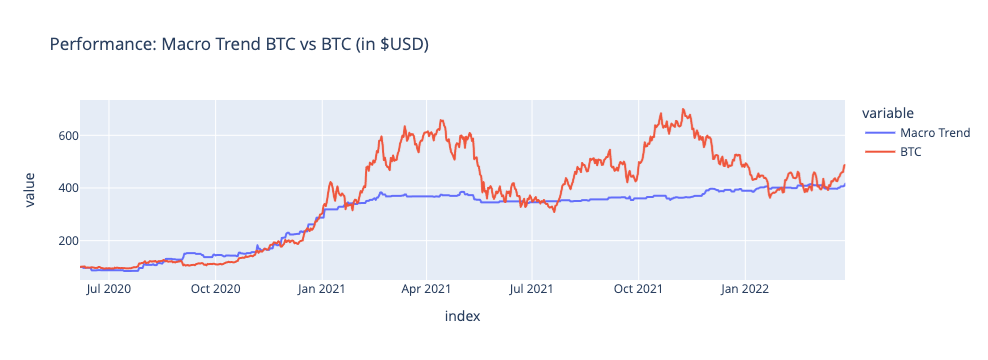 Performance: Macro Trend BTC vs BTC (in $USD)
variable
Macro Trend
BTC
value
600
400
200
Jul 2020
Oct 2020
Jan 2021
Apr 2021
Jul 2021
Oct 2021
Jan 2022
index